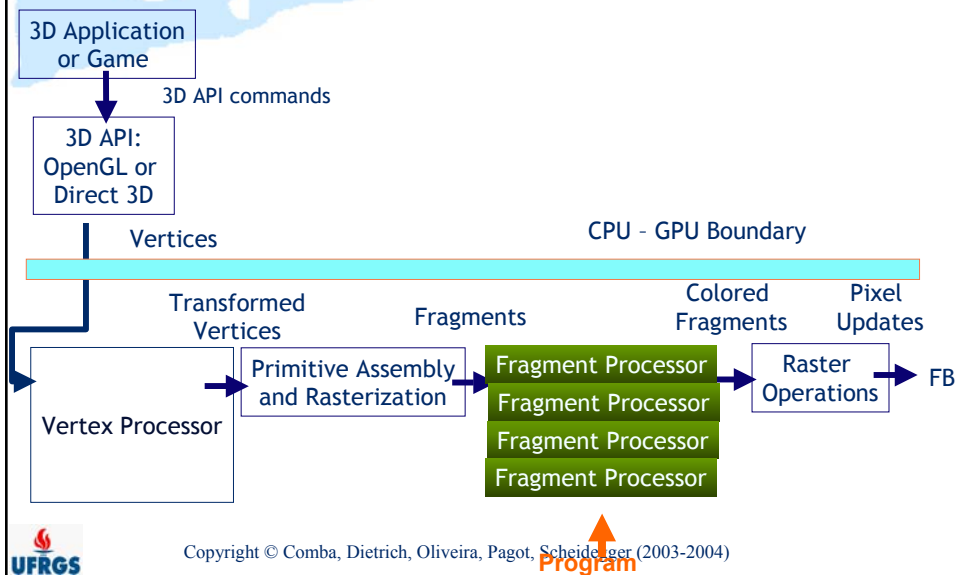 3D Application
or Game
3D API commands
3D API:
OpenGL or
Direct 3D
Vertices
CPU – GPU Boundary
Transformed
Vertices
Fragments
Colored
Fragments
Pixel
Updates
Vertex Processor
Primitive Assembly
and Rasterization
Fragment Processor
Fragment Processor
Fragment Processor
Fragment Processor
Raster
Operations
FB
UFRGS
Copyright © Comba, Dietrich, Oliveira, Pagot, Scheidegger (2003-2004)
Program